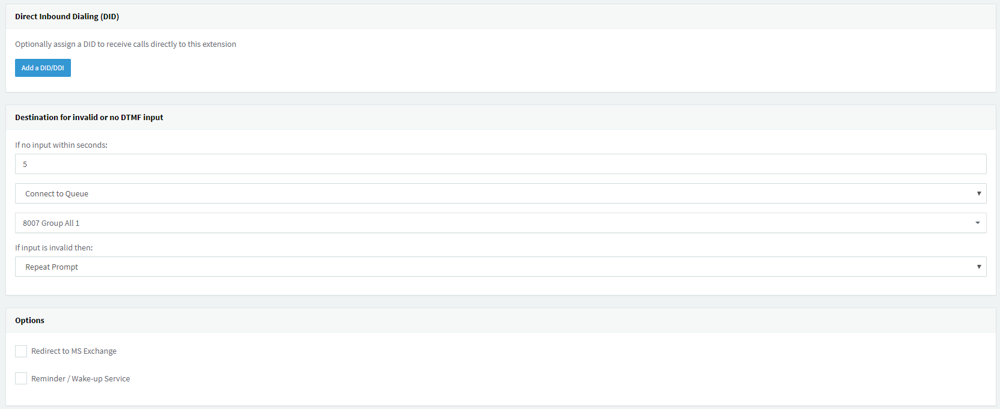 Direct Inbound Dialing (DID)
Optionally assign a DID to receive calls directly to this extension
Add a DID/DDI
Destination for invalid or no DTMF input
If no input within seconds:
5
Connect to Queue
8007 Group All 1
If input is invalid then:
Repeat Prompt
Options
Redirect to MS Exchange
Reminder / Wake-up Service